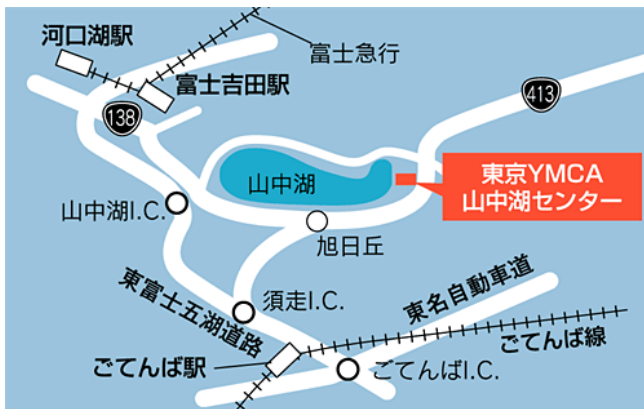 河口湖駅
富士急行
富士吉田駅
138
413
東京YMCA
山中湖センター
山中湖
山中湖I.C.
旭日丘
東富士五湖道路
須走I.C.
東名自動車道
ごてんば線
ごてんば駅
ごてんばI.C.